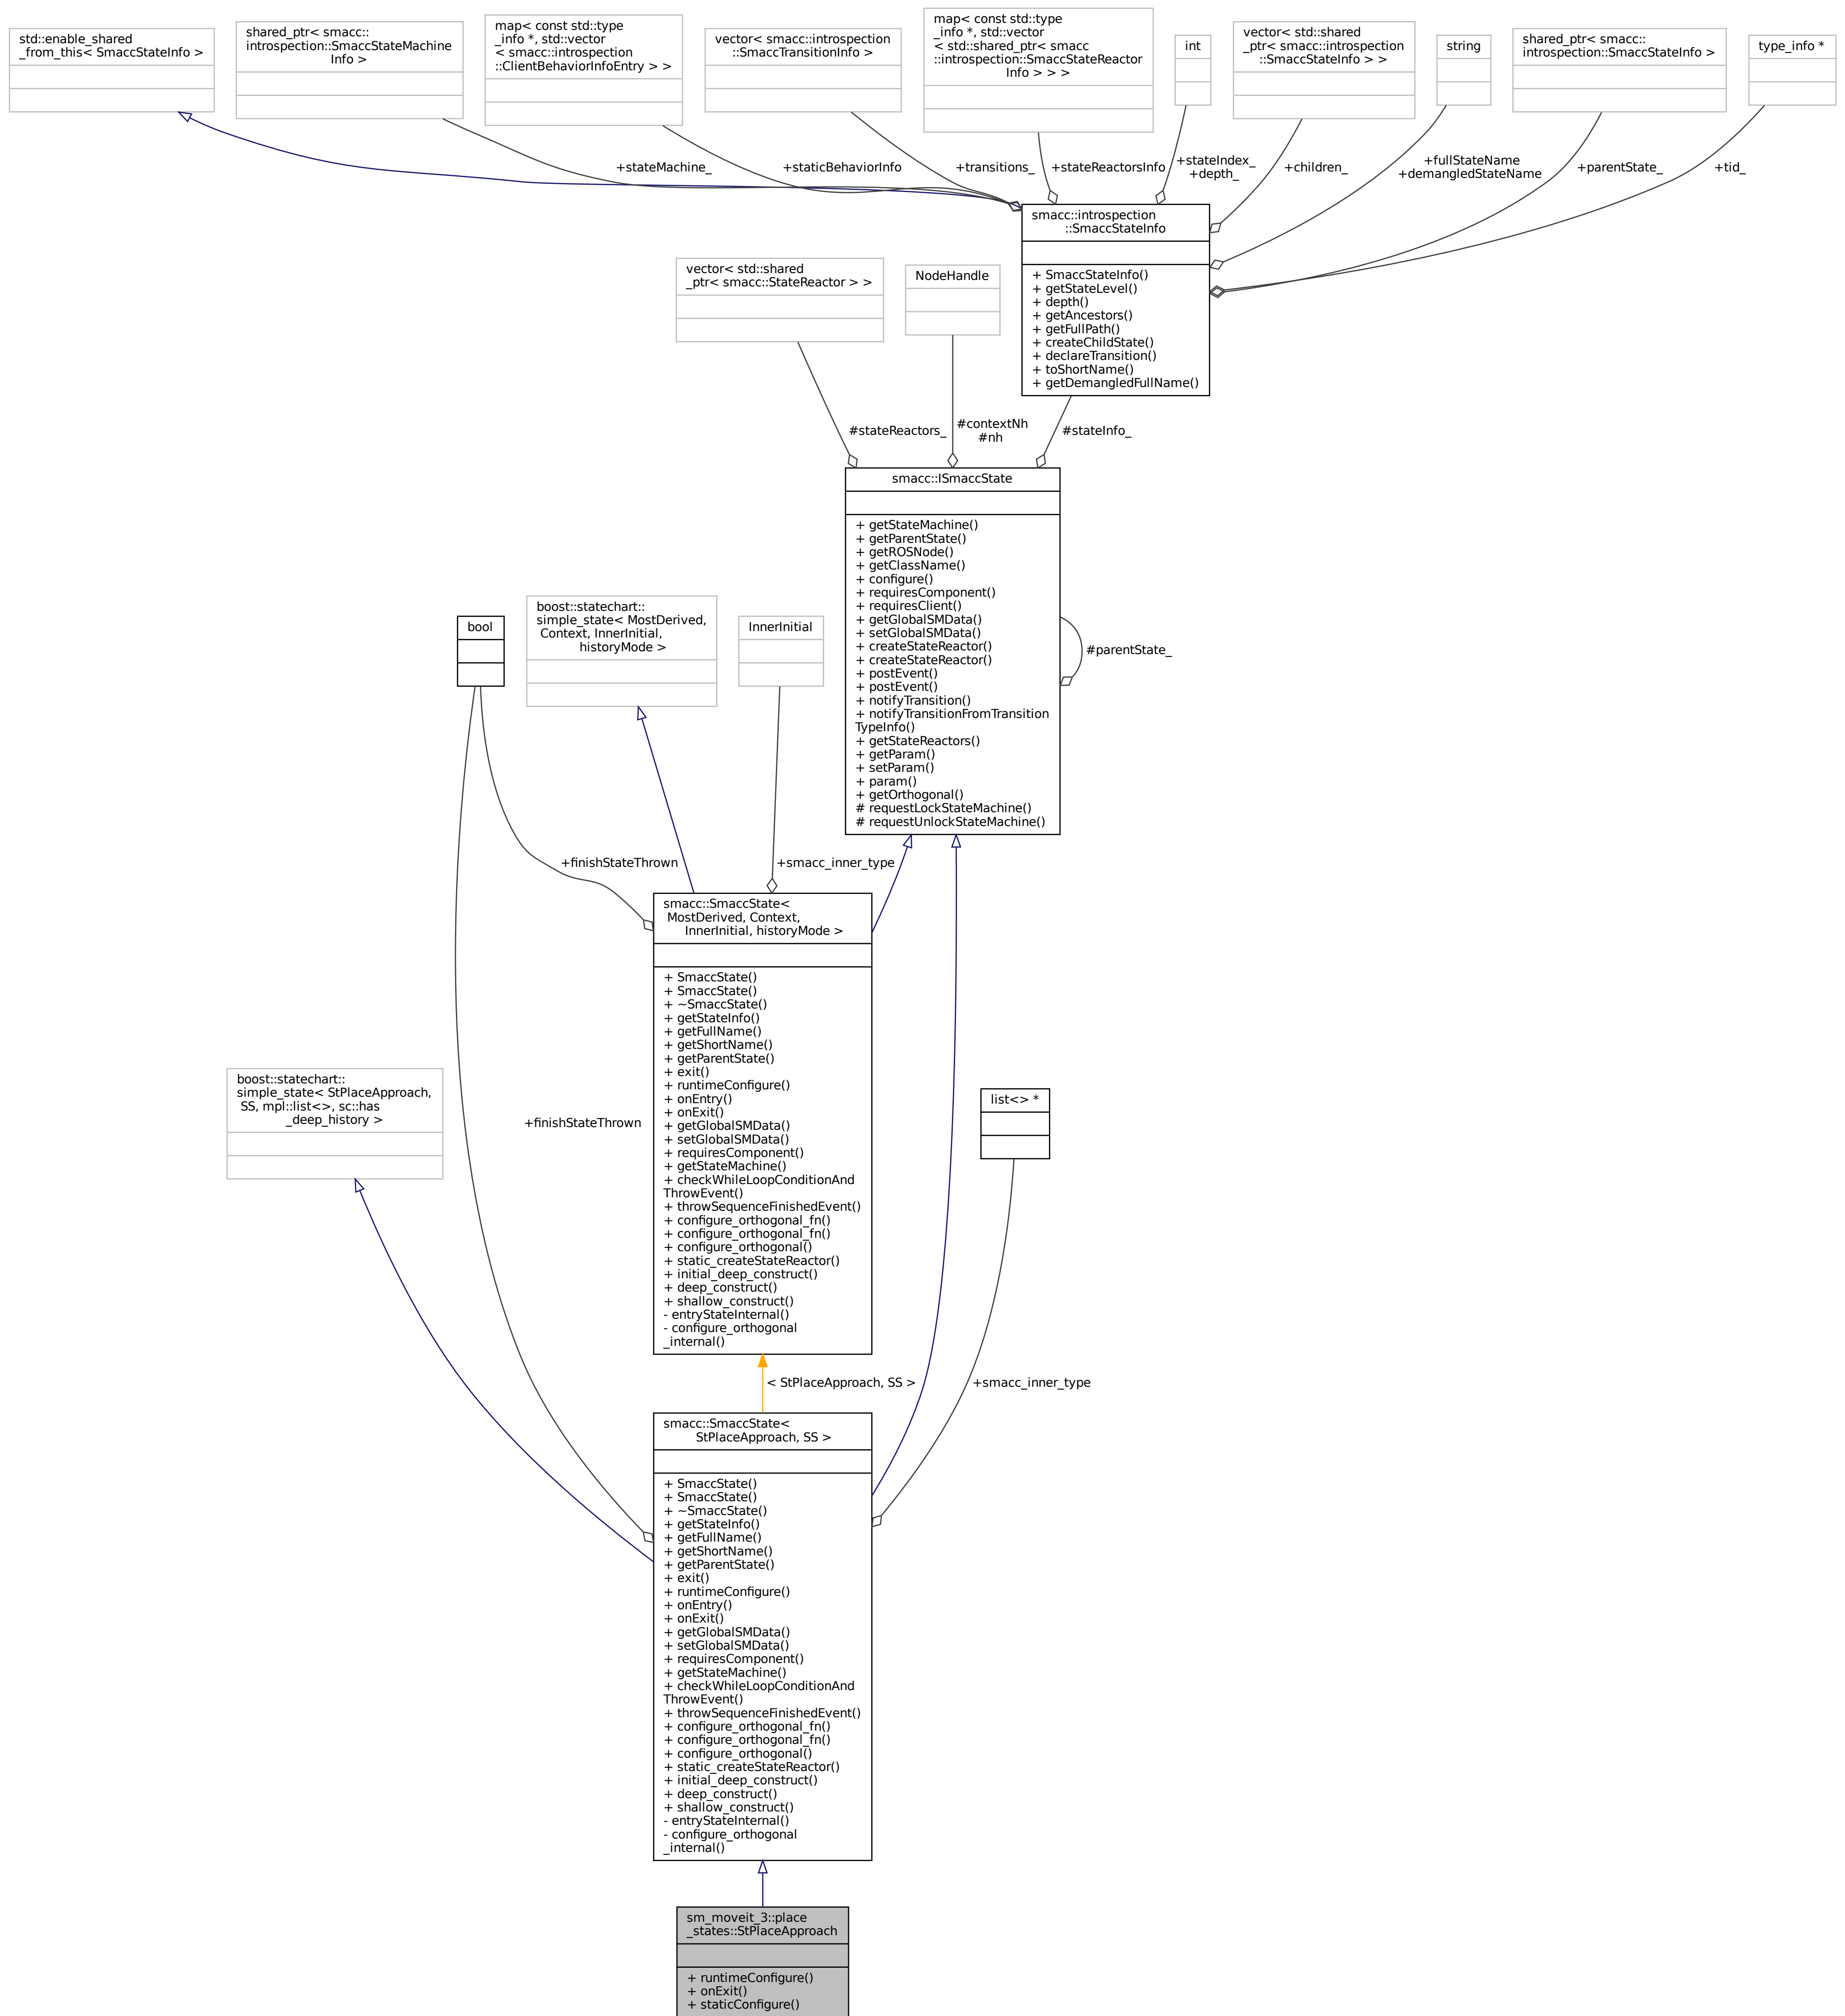 std::enable_shared
_from_this< SmaccStateInfo >
shared_ptr< smacc::
introspection::SmaccStateMachine
Info >
map< const std::type
_info *, std::vector
< smacc::introspection
::ClientBehaviorInfoEntry > >
vector< smacc::introspection
::SmaccTransitionInfo >
map< const std::type
_info *, std::vector
< std::shared_ptr< smacc
::introspection::SmaccStateReactor
Info > > >
int
vector< std::shared
_ptr< smacc::introspection
::SmaccStateInfo > >
string
shared_ptr< smacc::
introspection::SmaccStateInfo >
type_info *
+stateMachine_
+staticBehaviorInfo
+transitions_
+stateReactorsInfo
+stateIndex_
+depth_
+children_
+fullStateName
+demangledStateName
+parentState_
+tid_
smacc::introspection
::SmaccStateInfo
+ SmaccStateInfo()
+ getStateLevel()
+ depth()
+ getAncestors()
+ getFullPath()
+ createChildState()
+ declareTransition()
+ toShortName()
+ getDemangledFullName()
vector< std::shared
_ptr< smacc::StateReactor > >
NodeHandle
#stateReactors_
#contextNh
#nh
#stateInfo_
smacc::ISmaccState
+ getStateMachine()
+ getParentState()
+ getROSNode()
+ getClassName()
+ configure()
+ requiresComponent()
+ requiresClient()
+ getGlobalSMData()
+ setGlobalSMData()
+ createStateReactor()
+ createStateReactor()
+ postEvent()
+ postEvent()
+ notifyTransition()
+ notifyTransitionFromTransition
TypeInfo()
+ getStateReactors()
+ getParam()
+ setParam()
+ param()
+ getOrthogonal()
# requestLockStateMachine()
# requestUnlockStateMachine()
#parentState_
bool
boost::statechart::
simple_state< MostDerived,
Context, InnerInitial,
historyMode >
InnerInitial
+finishStateThrown
+smacc_inner_type
smacc::SmaccState<
MostDerived, Context,
InnerInitial, historyMode >
+ SmaccState()
+ SmaccState()
+ ~SmaccState()
+ getStateInfo()
+ getFullName()
+ getShortName()
+ getParentState()
+ exit()
+ runtimeConfigure()
+ onEntry()
+ onExit()
+ getGlobalSMData()
+ setGlobalSMData()
+ requiresComponent()
+ getStateMachine()
+ checkWhileLoopConditionAnd
ThrowEvent()
+ throwSequenceFinishedEvent()
+ configure_orthogonal_fn()
+ configure_orthogonal_fn()
+ configure_orthogonal()
+ static_createStateReactor()
+ initial_deep_construct()
+ deep_construct()
+ shallow_construct()
- entryStateInternal()
- configure_orthogonal
_internal()
boost::statechart::
simple_state< StPlaceApproach,
SS, mpl::list<>, sc::has
_deep_history >
+finishStateThrown
list<> *
< StPlaceApproach, SS >
+smacc_inner_type
smacc::SmaccState<
StPlaceApproach, SS >
+ SmaccState()
+ SmaccState()
+ ~SmaccState()
+ getStateInfo()
+ getFullName()
+ getShortName()
+ getParentState()
+ exit()
+ runtimeConfigure()
+ onEntry()
+ onExit()
+ getGlobalSMData()
+ setGlobalSMData()
+ requiresComponent()
+ getStateMachine()
+ checkWhileLoopConditionAnd
ThrowEvent()
+ throwSequenceFinishedEvent()
+ configure_orthogonal_fn()
+ configure_orthogonal_fn()
+ configure_orthogonal()
+ static_createStateReactor()
+ initial_deep_construct()
+ deep_construct()
+ shallow_construct()
- entryStateInternal()
- configure_orthogonal
_internal()
sm_moveit_3::place
_states::StPlaceApproach
+ runtimeConfigure()
+ onExit()
+ staticConfigure()